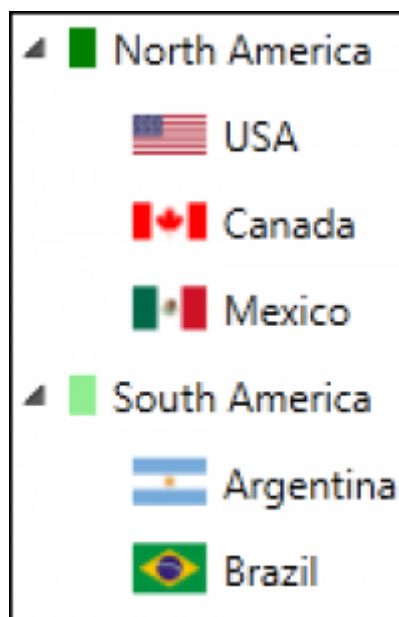 North America
USA
Canada
Mexico
South America
Argentina
Brazil